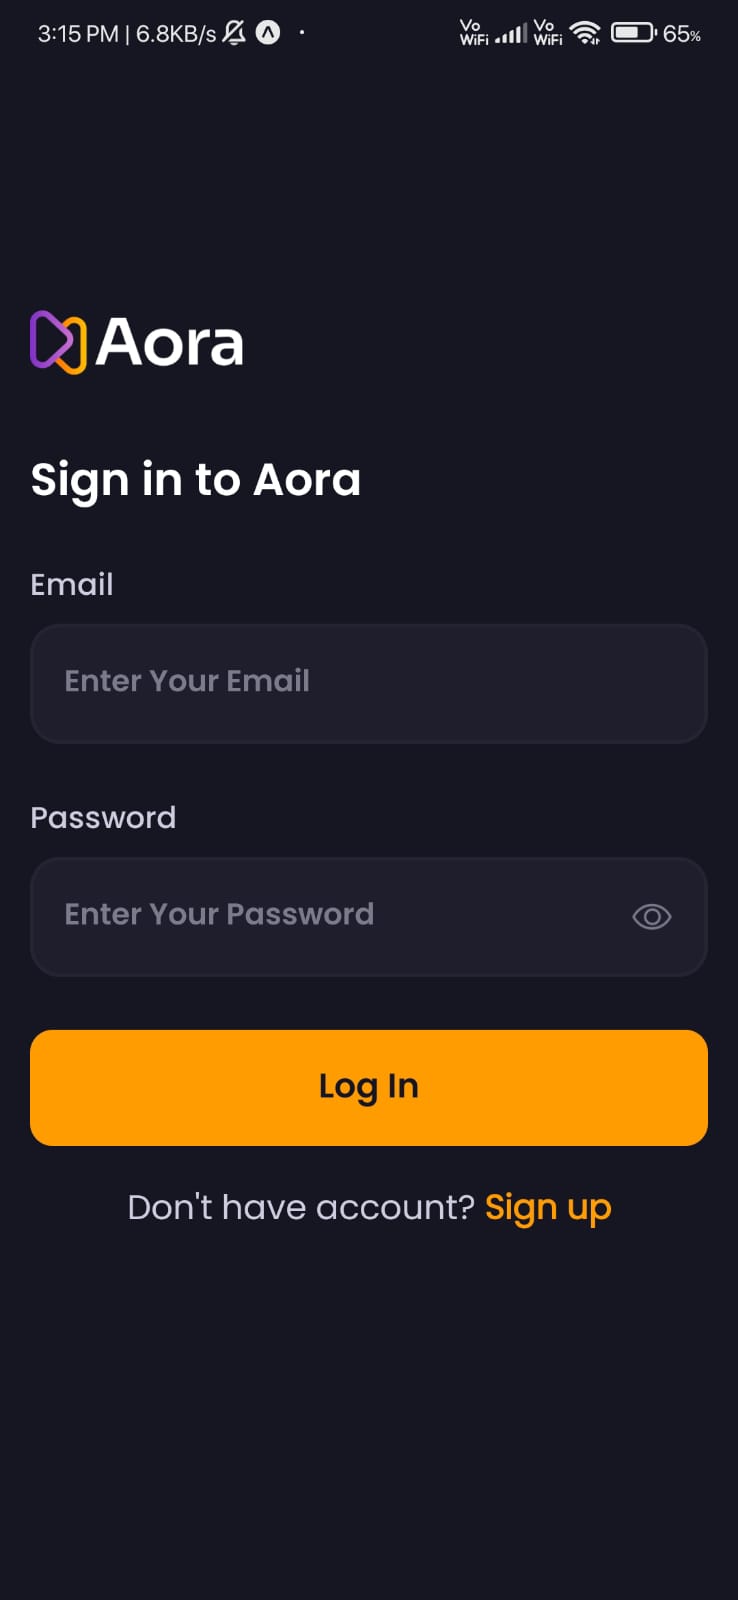 3:15 PM | 6.8KB/s Vo WiFi Vo WiFi 65%
Aora
Sign in to Aora
Email
Enter Your Email
Password
Enter Your Password
Log In
Don't have account? Sign up